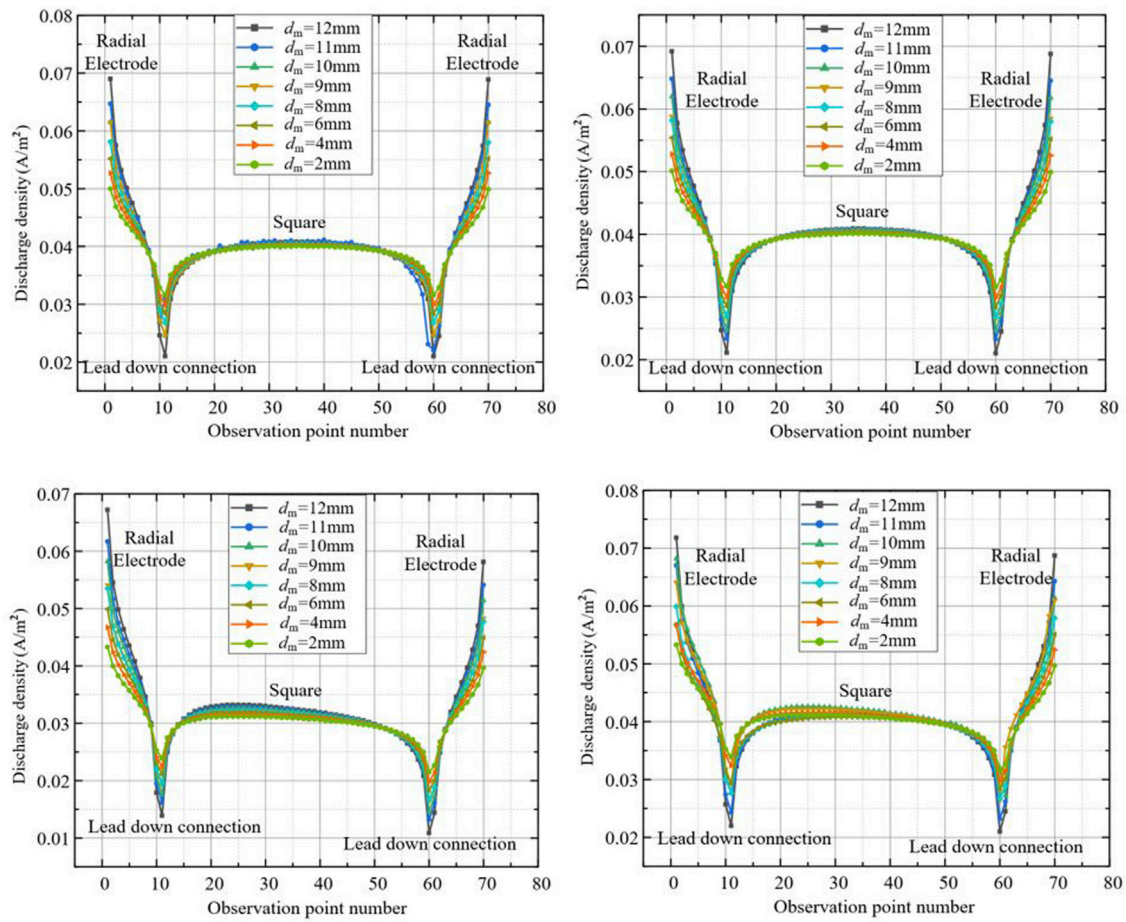 0.08
0.07
0.06
0.05
0.04
0.03
0.02
Discharge density (A/m²)
Radial
Electrode
dm=12mm
dm=11mm
dm=10mm
dm=9mm
dm=8mm
dm=6mm
dm=4mm
dm=2mm
Radial
Electrode
Square
Lead down connection
Lead down connection
0 10 20 30 40 50 60 70 80
Observation point number
0.07
0.06
0.05
0.04
0.03
0.02
Discharge density (A/m²)
Radial
Electrode
dm=12mm
dm=11mm
dm=10mm
dm=9mm
dm=8mm
dm=6mm
dm=4mm
dm=2mm
Radial
Electrode
Square
Lead down connection
Lead down connection
0 10 20 30 40 50 60 70 80
Observation point number
0.07
0.06
0.05
0.04
0.03
0.02
0.01
Discharge density (A/m²)
Radial
Electrode
dm=12mm
dm=11mm
dm=10mm
dm=9mm
dm=8mm
dm=6mm
dm=4mm
dm=2mm
Radial
Electrode
Square
Lead down connection
Lead down connection
0 10 20 30 40 50 60 70 80
Observation point number
0.08
0.07
0.06
0.05
0.04
0.03
0.02
Discharge density (A/m²)
Radial
Electrode
dm=12mm
dm=11mm
dm=10mm
dm=9mm
dm=8mm
dm=6mm
dm=4mm
dm=2mm
Radial
Electrode
Square
Lead down connection
Lead down connection
0 10 20 30 40 50 60 70 80
Observation point number